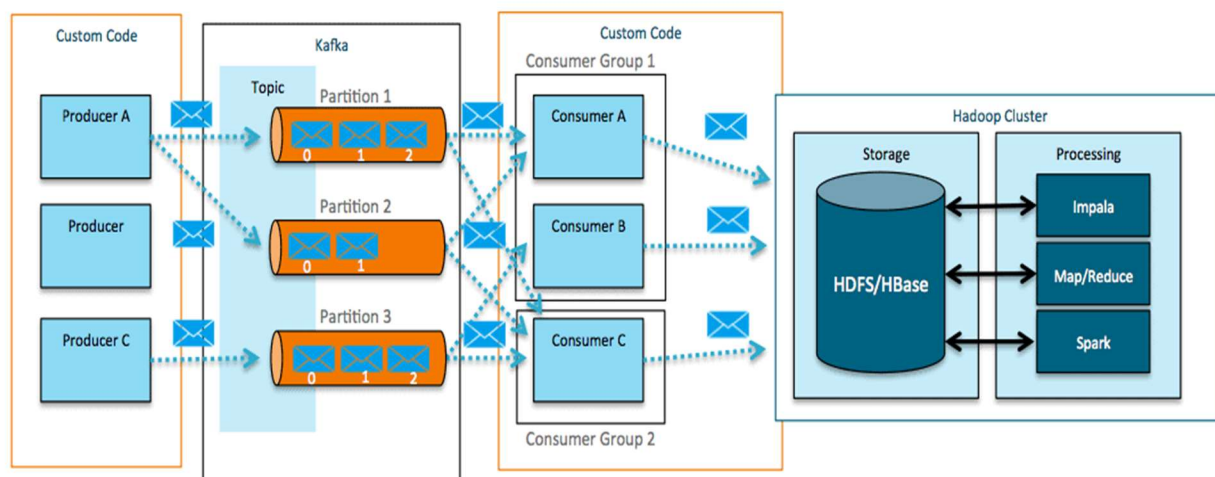 Custom Code
Producer A
Producer
Producer C
Kafka
Topic
Partition 1
0 1 2
Partition 2
0 1
Partition 3
0 1 2
Custom Code
Consumer Group 1
Consumer A
Consumer B
Consumer C
Consumer Group 2
Hadoop Cluster
Storage
HDFS/HBase
Processing
Impala
Map/Reduce
Spark